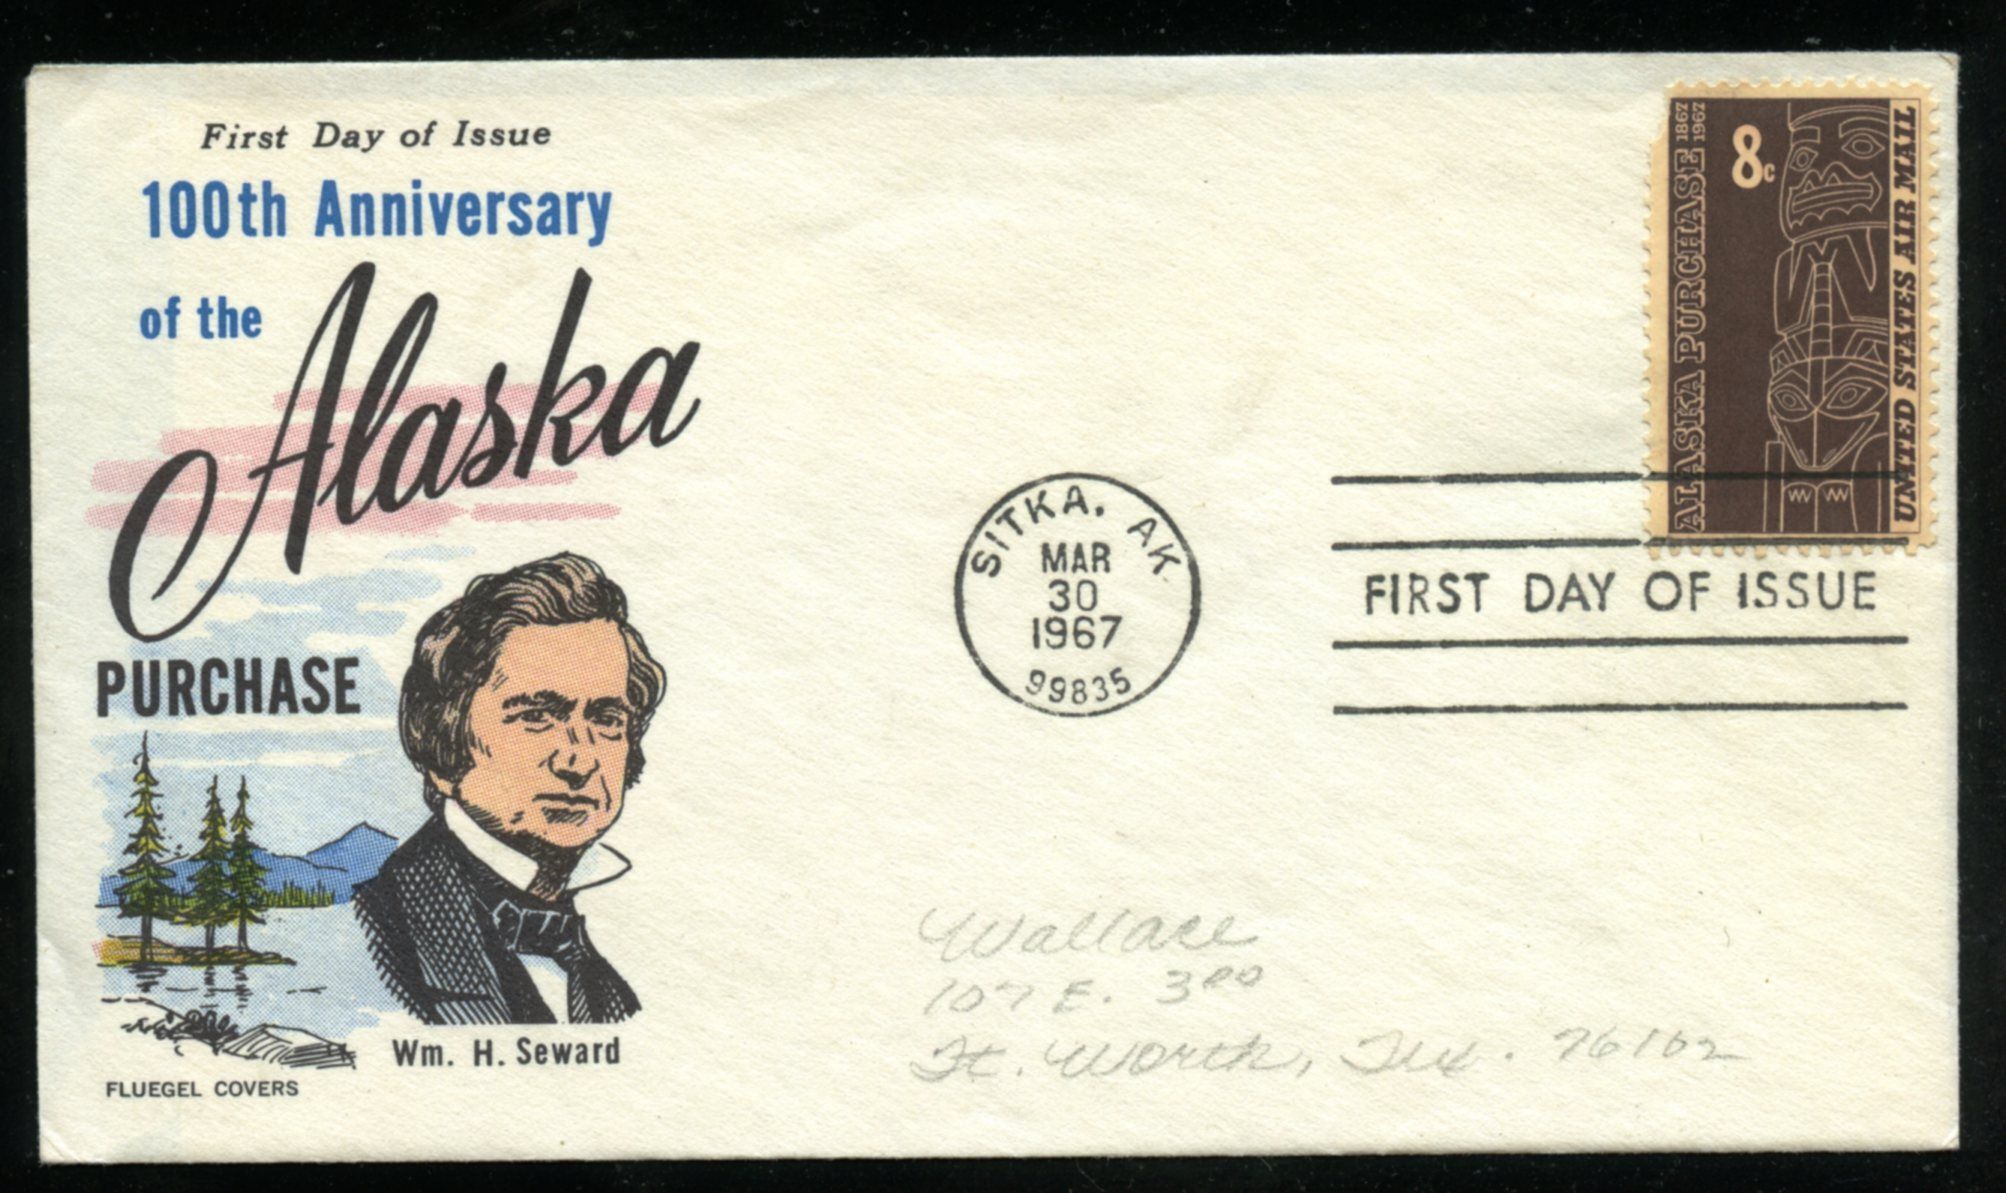 First Day of Issue
100th Anniversary
of the
Alaska
PURCHASE
Wm. H. Seward
FLUEGEL COVERS
SITKA, AK
MAR
30
1967
99835
8c
ALASKA PURCHASE 1867
1967
UNITED STATES AIR MAIL
FIRST DAY OF ISSUE
Wallace
107 E. 3RD
Ft. Worth, Tex. 76102